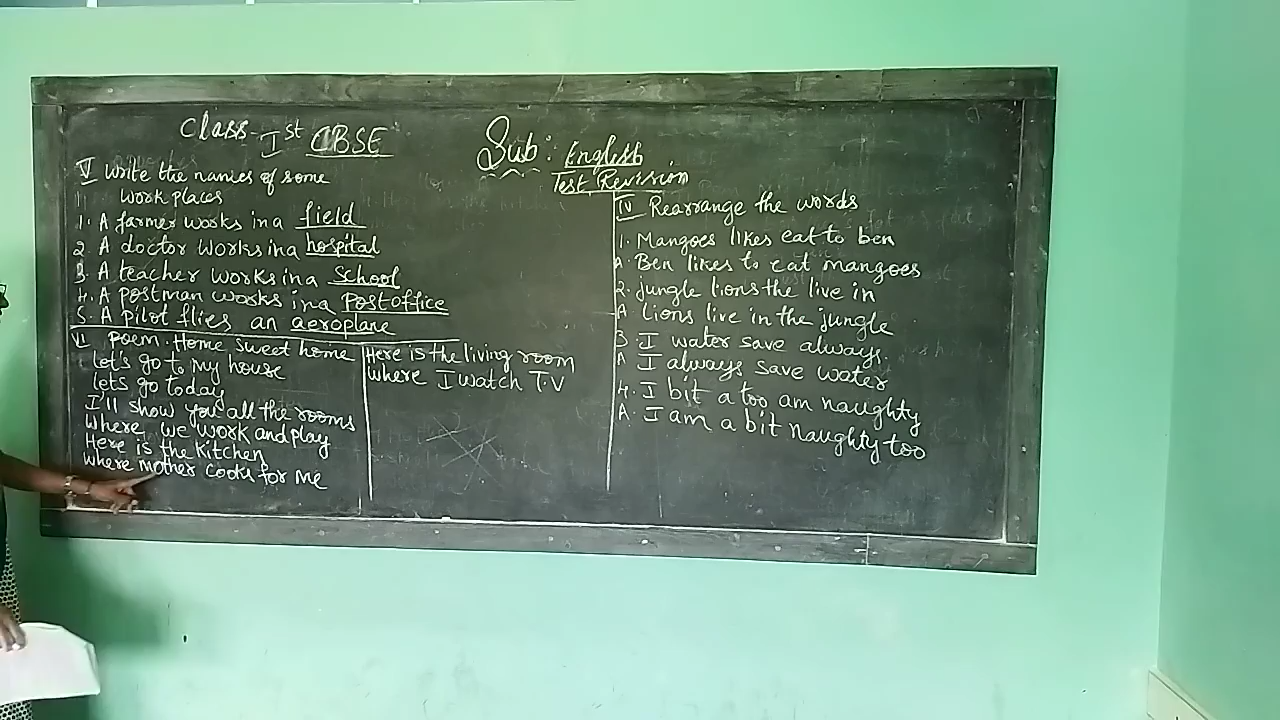 Class - Ist CBSE
Sub: English
Test Revision
V Write the names of some
work places
1. A farmer works in a field
2. A doctor works in a hospital
3. A teacher works in a School
4. A postman works in a Post office
5. A pilot flies an aeroplane
VI Poem. Home sweet home
Let's go to my house
lets go today
I'll show you all the rooms
Where we work and play
Here is the kitchen
where mother cooks for me
Here is the living room
where I watch T.V
IV Rearrange the words
1. Mangoes likes eat to ben
A. Ben likes to eat mangoes
2. jungle lions the live in
A Lions live in the jungle
3 I water save always.
A I always save water
4. I bit a too am naughty
A. I am a bit naughty too